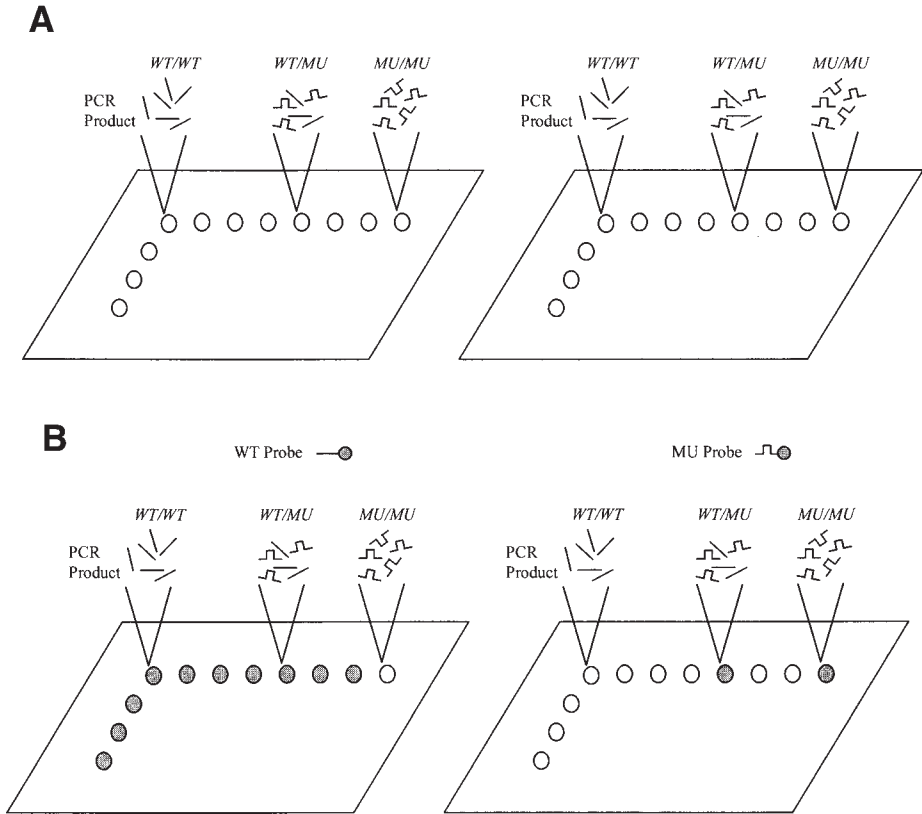 A
WT/WT WT/MU MU/MU WT/WT WT/MU MU/MU
PCR
Product
PCR
Product
B
WT Probe MU Probe
WT/WT WT/MU MU/MU WT/WT WT/MU MU/MU
PCR
Product
PCR
Product